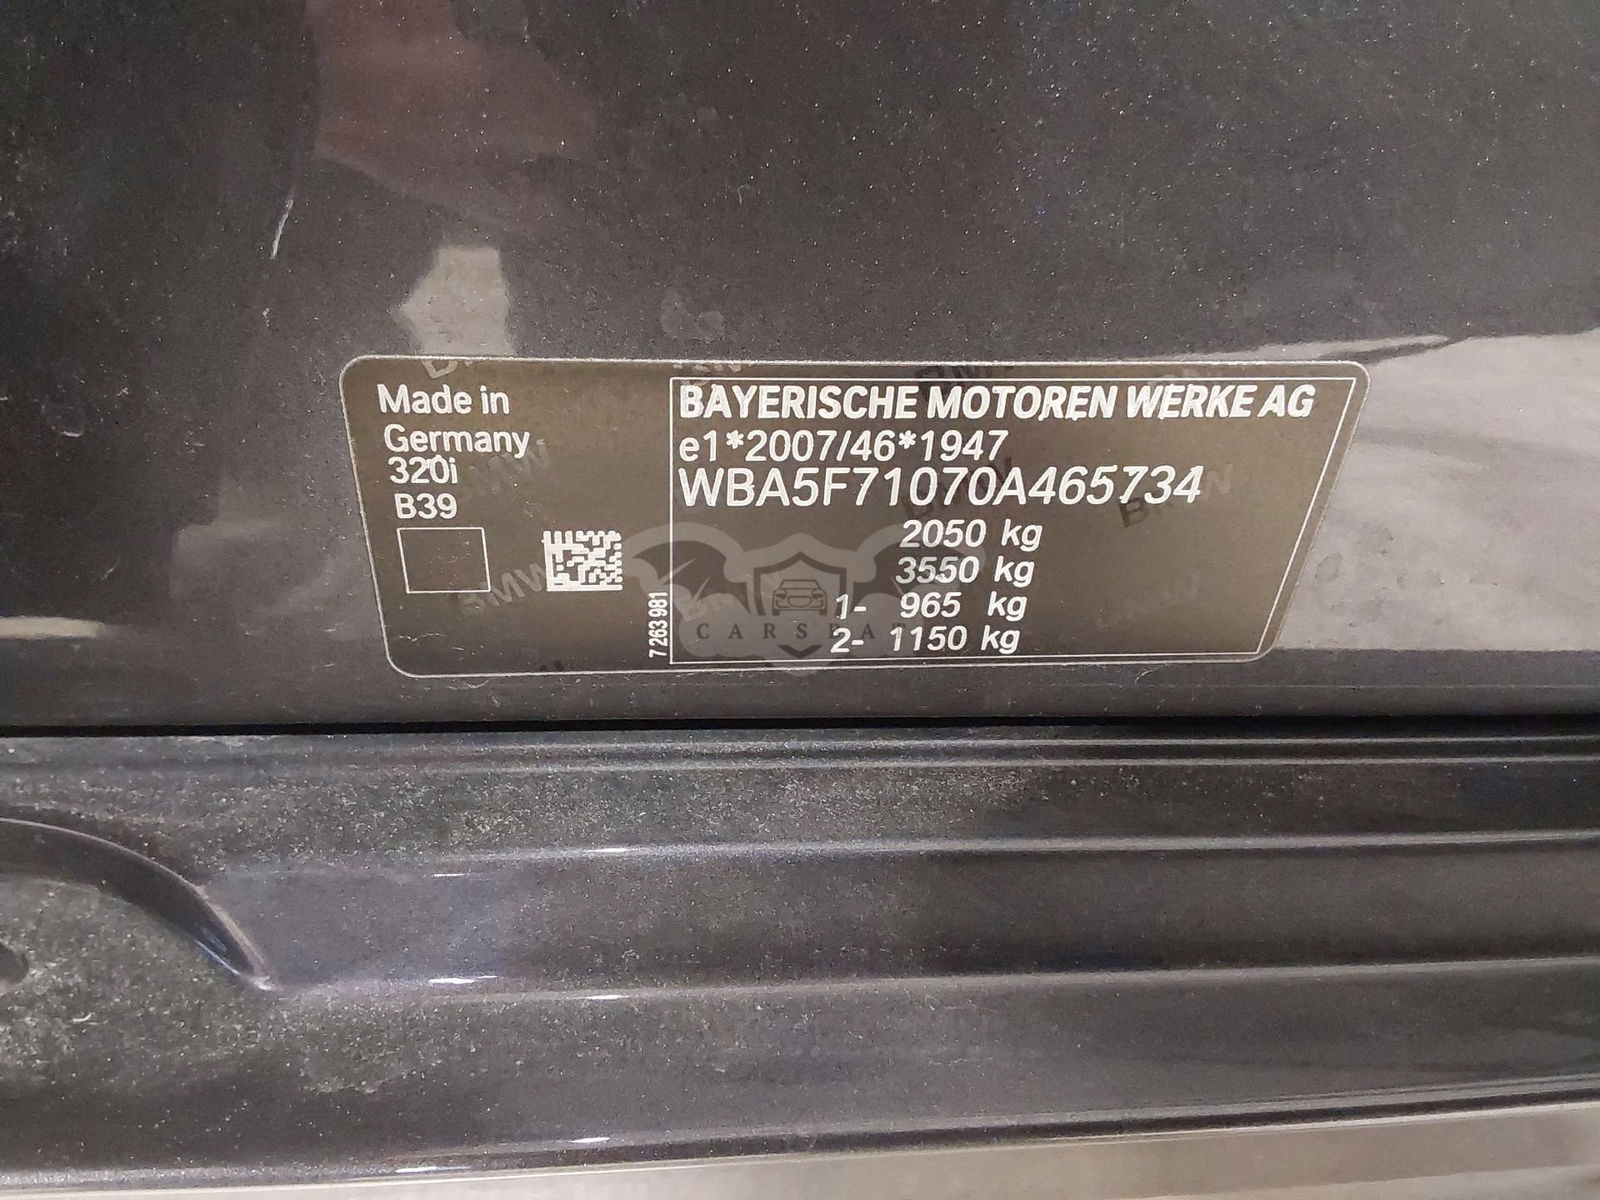 Made in
Germany
320i
B39
7 263 981
BAYERISCHE MOTOREN WERKE AG
e1*2007/46*1947
WBA5F71070A465734
2050 kg
3550 kg
1- 965 kg
2- 1150 kg